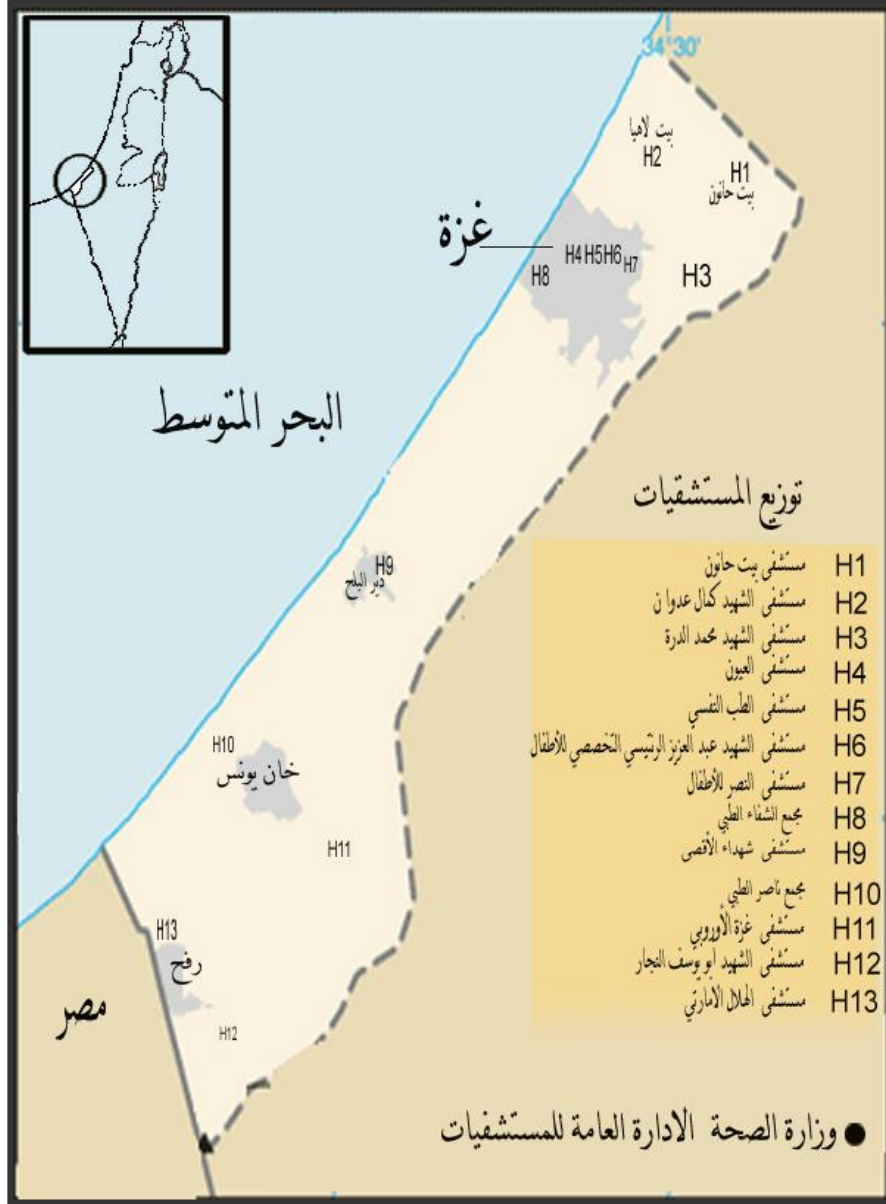 34°30'
بيت لاهيا
H2
H1
بيت حانون
غزة
H4 H5 H6 H7
H8
H3
البحر المتوسط
H9
دير البلح
H10
خان يونس
H11
H13
رفح
H12
مصر
توزيع المستشقيات
H1 مستشفى بيت حانون
H2 مستشفى الشهيد كمال عدوا ن
H3 مستشفى الشهيد محمد الدرة
H4 مستشفى العيون
H5 مستشفى الطب النفسي
H6 مستشفى الشهيد عبد العزيز الرنتيسي التخصصي للأطفال
H7 مستشفى النصر للأطفال
H8 مجمع الشفاء الطبي
H9 مستشفى شهداء الأقصى
H10 مجمع ناصر الطبي
H11 مستشفى غزة الأوروبي
H12 مستشفى الشهيد أبو يوسف النجار
H13 مستشفى الهلال الامارتي
● وزارة الصحة الادارة العامة للمستشفيات